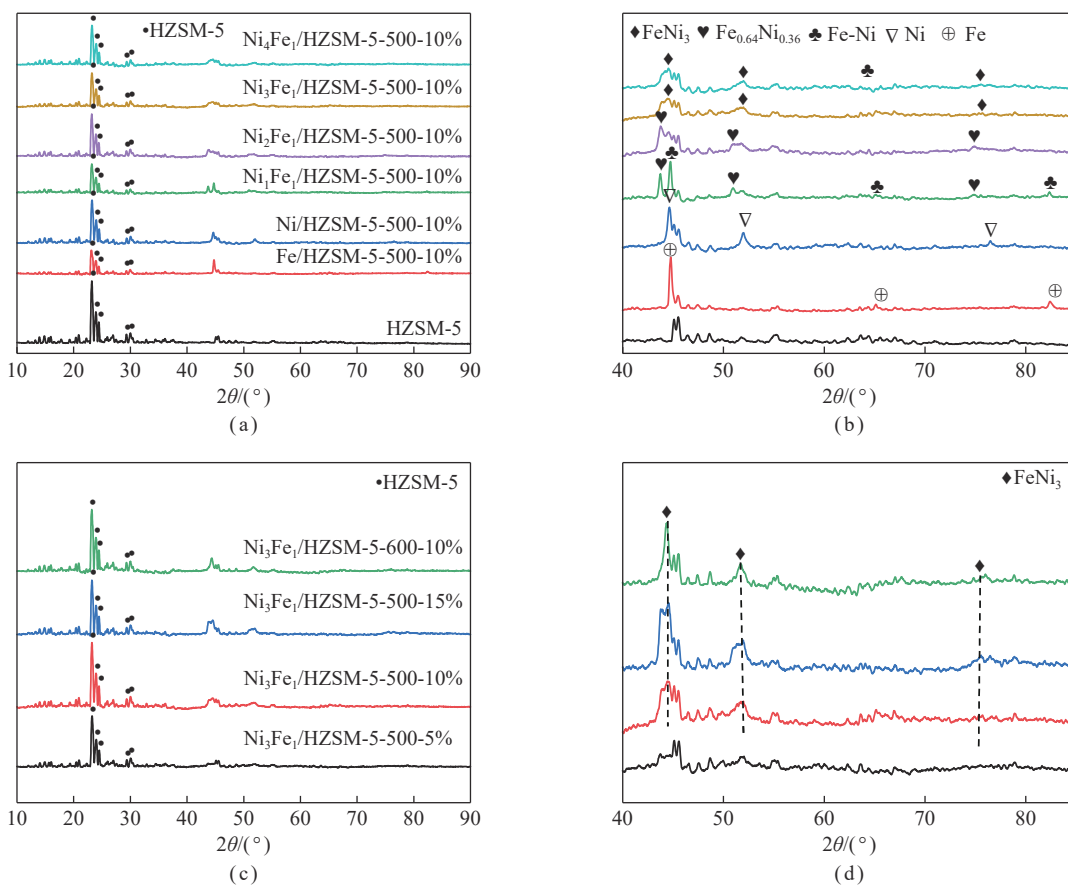 •HZSM-5
Ni₄Fe₁/HZSM-5-500-10%
Ni₃Fe₁/HZSM-5-500-10%
Ni₂Fe₁/HZSM-5-500-10%
Ni₁Fe₁/HZSM-5-500-10%
Ni/HZSM-5-500-10%
Fe/HZSM-5-500-10%
HZSM-5
10 20 30 40 50 60 70 80 90
2θ/(°)
(a)
♦FeNi₃ ♥Fe₀.₆₄Ni₀.₃₆ ♣Fe-Ni ∇Ni ⊕ Fe
40 50 60 70 80
2θ/(°)
(b)
•HZSM-5
Ni₃Fe₁/HZSM-5-600-10%
Ni₃Fe₁/HZSM-5-500-15%
Ni₃Fe₁/HZSM-5-500-10%
Ni₃Fe₁/HZSM-5-500-5%
10 20 30 40 50 60 70 80 90
2θ/(°)
(c)
♦FeNi₃
40 50 60 70 80
2θ/(°)
(d)